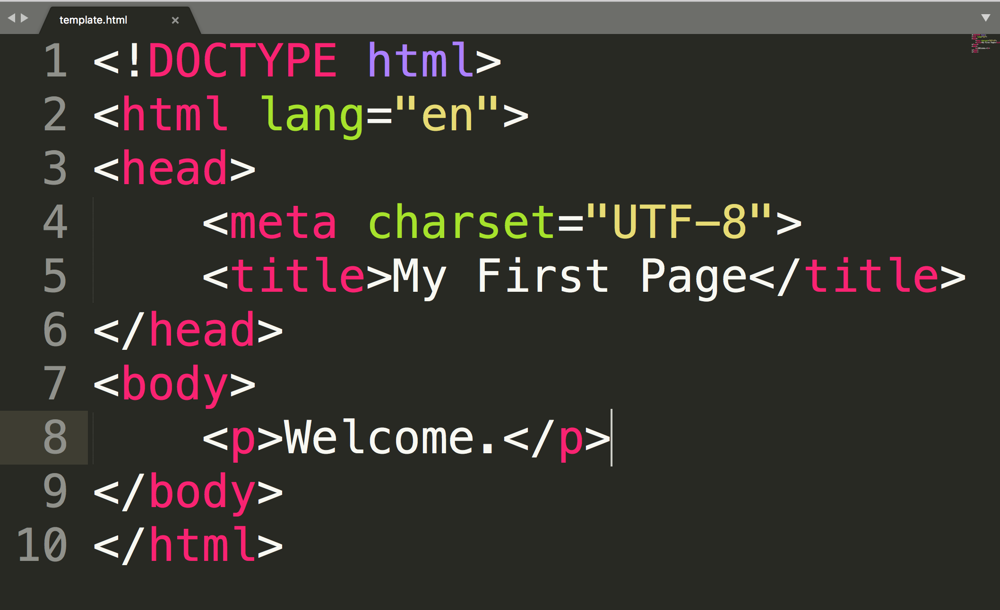 template.html ×
1 <!DOCTYPE html>
2 <html lang="en">
3 <head>
4     <meta charset="UTF-8">
5     <title>My First Page</title>
6 </head>
7 <body>
8     <p>Welcome.</p>
9 </body>
10 </html>